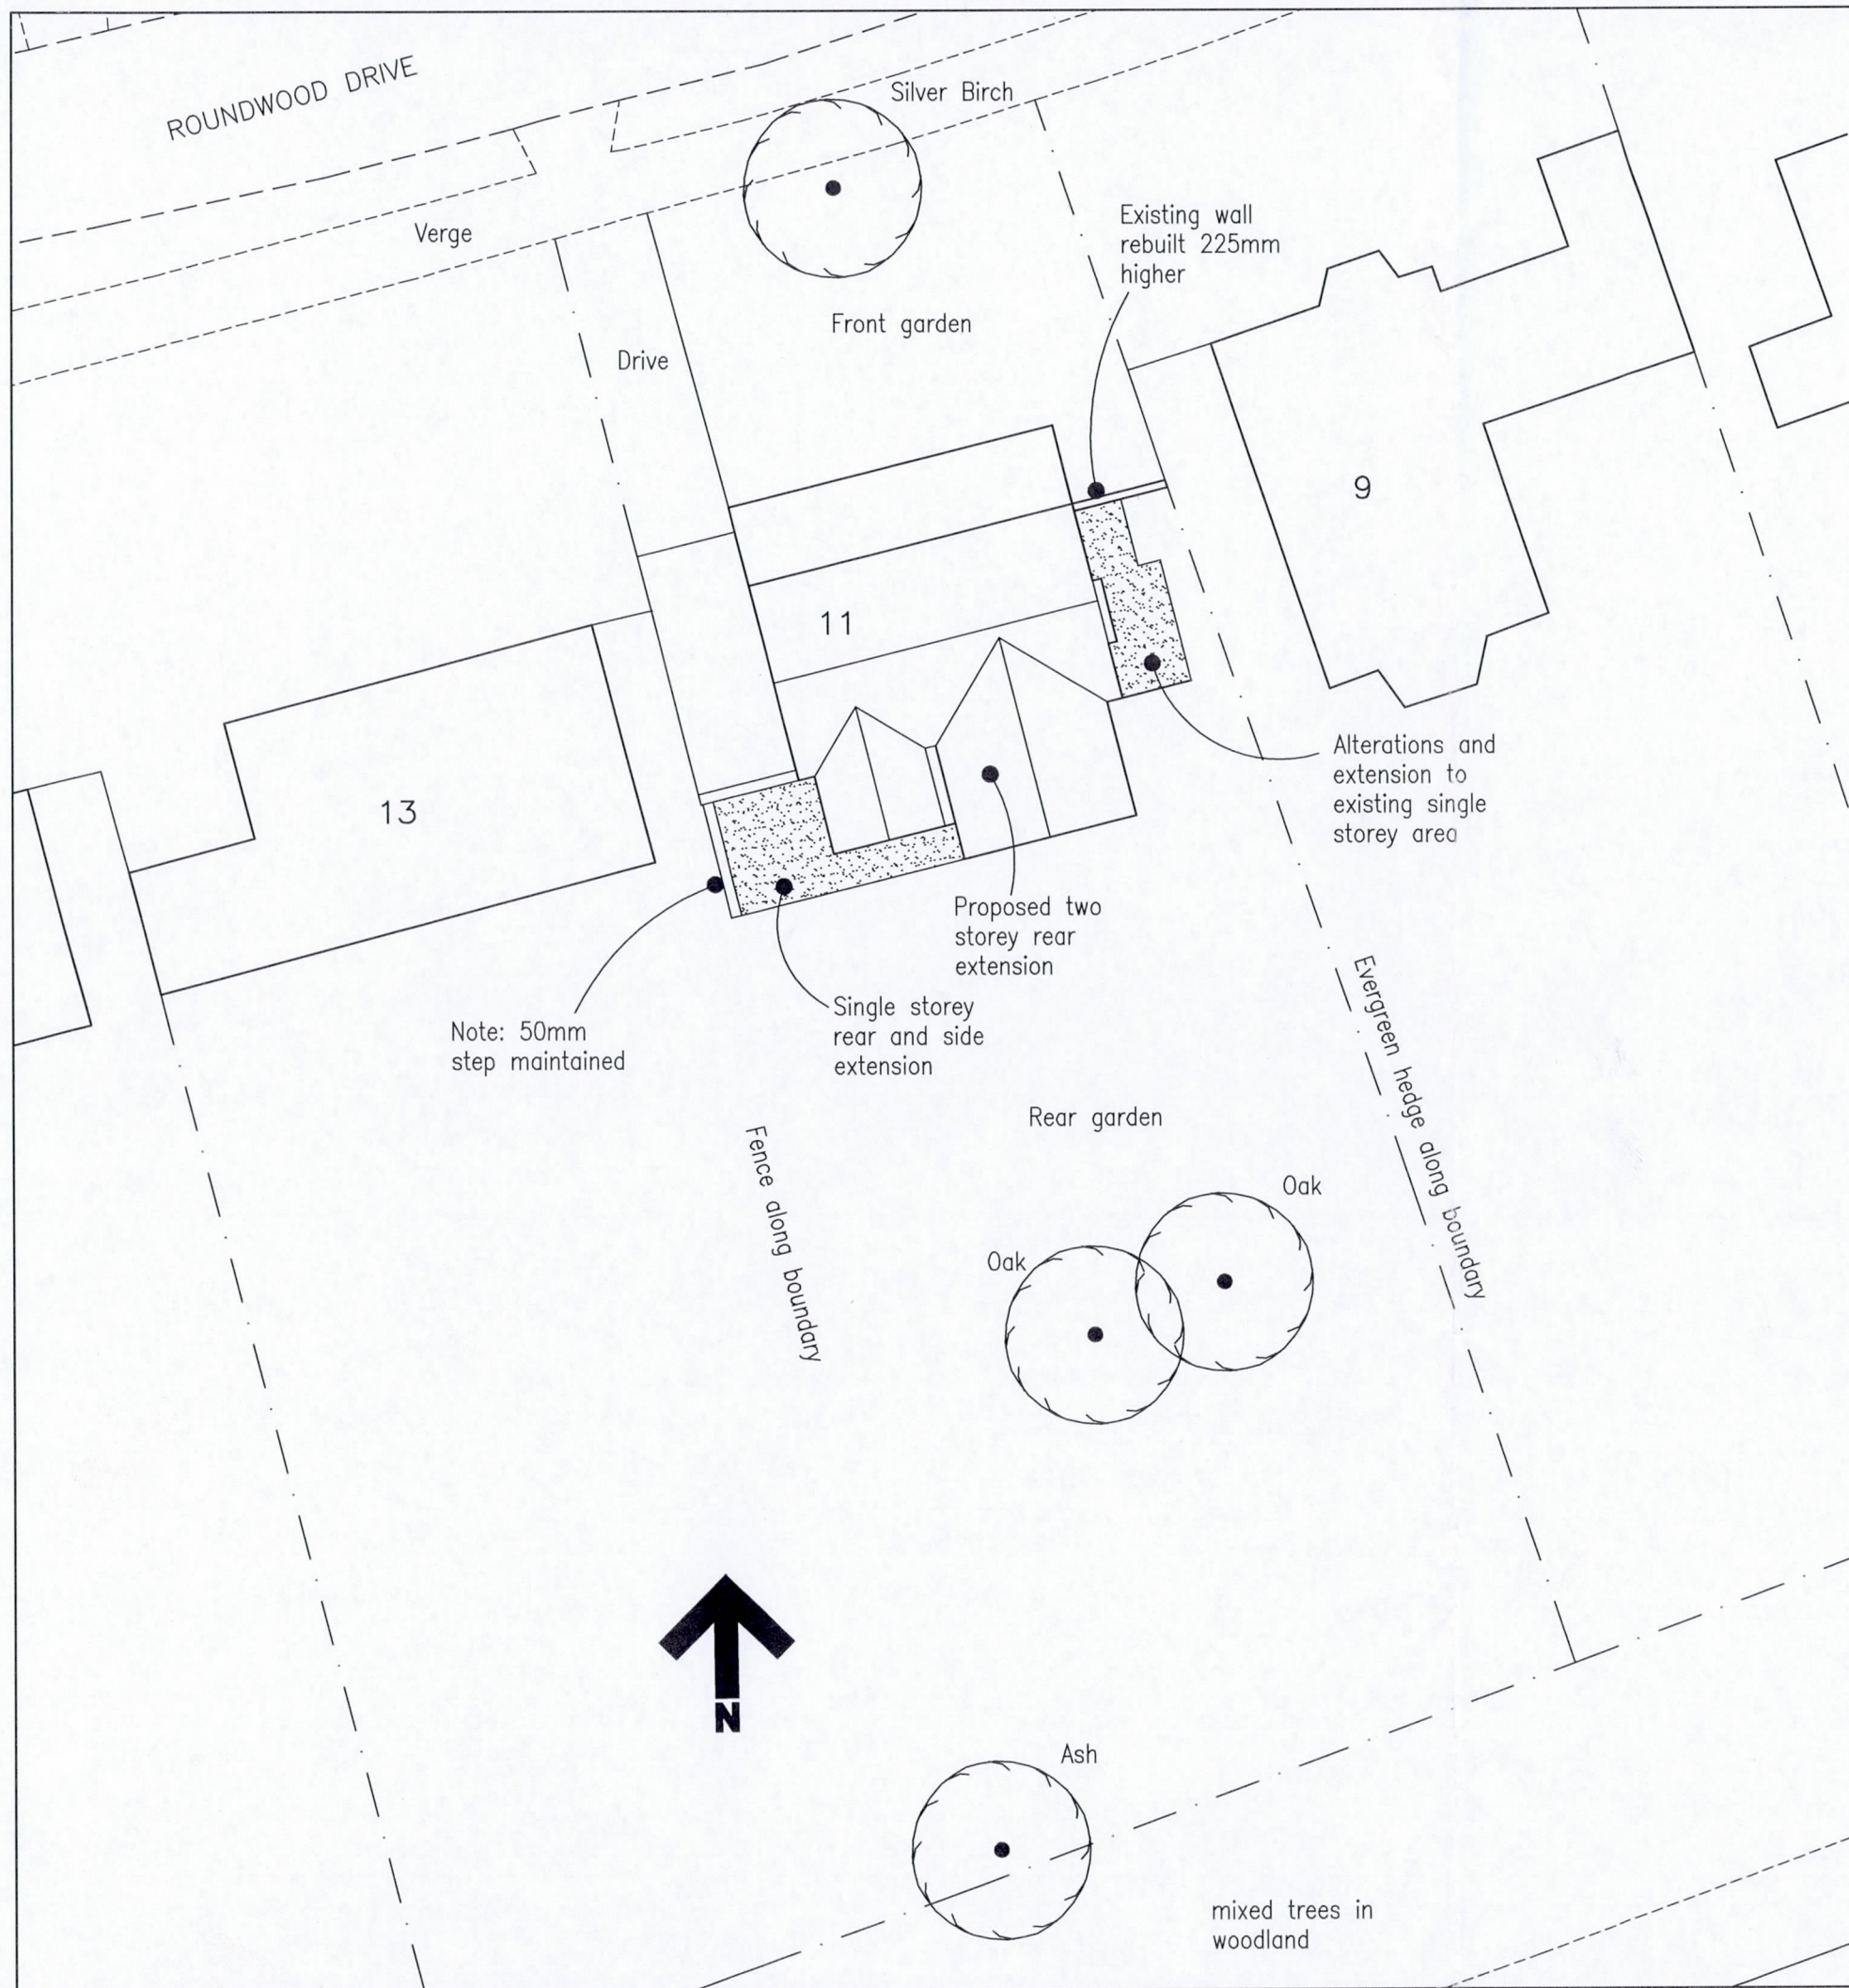 ROUNDWOOD DRIVE
Silver Birch
Verge
Existing wall
rebuilt 225mm
higher
Front garden
Drive
9
11
13
Alterations and
extension to
existing single
storey area
Proposed two
storey rear
extension
Single storey
rear and side
extension
Note: 50mm
step maintained
Evergreen hedge along boundary
Rear garden
Fence along boundary
Oak
Oak
N
Ash
mixed trees in
woodland